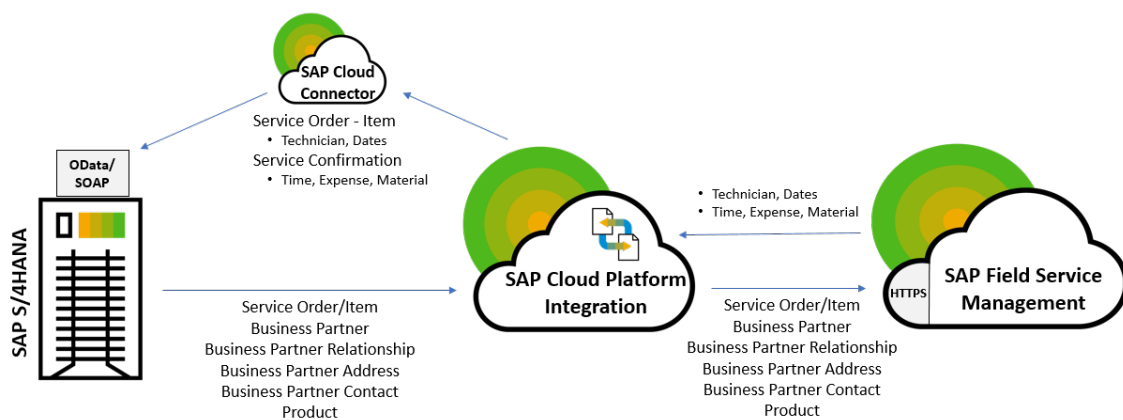 SAP Cloud
Connector
Service Order - Item
• Technician, Dates
Service Confirmation
• Time, Expense, Material
OData/
SOAP
SAP S/4HANA
Service Order/Item
Business Partner
Business Partner Relationship
Business Partner Address
Business Partner Contact
Product
SAP Cloud Platform
Integration
• Technician, Dates
• Time, Expense, Material
Service Order/Item
Business Partner
Business Partner Relationship
Business Partner Address
Business Partner Contact
Product
HTTPS
SAP Field Service
Management